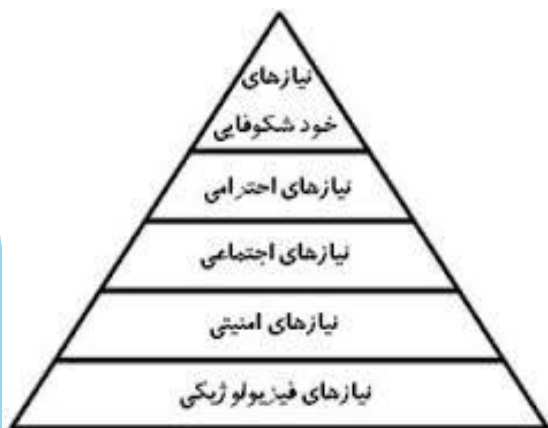 نیازهای
خود شکوفایی
نیازهای احترامی
نیازهای اجتماعی
نیازهای امنیتی
نیازهای فیزیولوژیکی